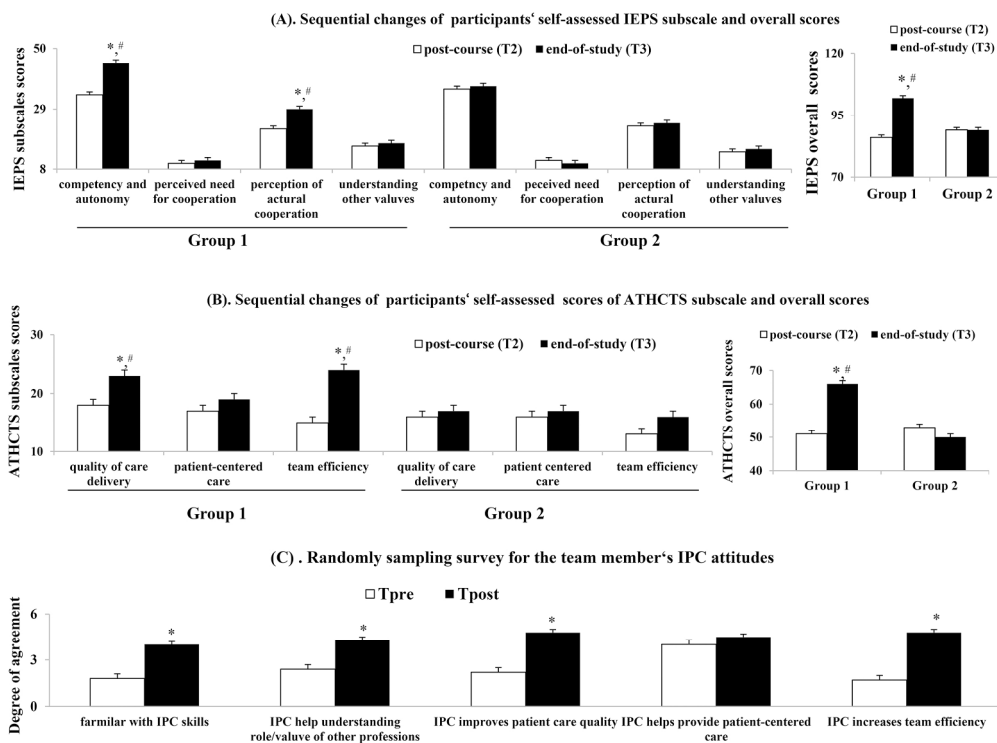 (A). Sequential changes of participants‘ self-assessed IEPS subscale and overall scores
IEPS subscales scores
50
29
8
post-course (T2)
end-of-study (T3)
*,#
*,#
competency and
autonomy
perceived need
for cooperation
perception of
actural
cooperation
understanding
other valuves
competncy and
autonomy
peceived need
for cooperation
perception of
actural
cooperation
understanding
other valuves
Group 1
Group 2
IEPS overall scores
post-course (T2)
end-of-study (T3)
120
95
70
*,#
Group 1
Group 2
(B). Sequential changes of participants‘ self-assessed scores of ATHCTS subscale and overall scores
ATHCTS subscales scores
30
20
10
post-course (T2)
end-of-study (T3)
*,#
*,#
quality of care
delivery
patient-centered
care
team efficiency
quality of care
delivery
patient centered
care
team efficiency
Group 1
Group 2
ATHCTS overall scores
post-course (T2)
end-of-study (T3)
70
60
50
40
*,#
Group 1
Group 2
(C) . Randomly sampling survey for the team member‘s IPC attitudes
Degree of agreement
6
3
0
Tpre
Tpost
*
*
*
*
farmilar with IPC skills
IPC help understanding
role/valuve of other professions
IPC improves patient care quality
IPC helps provide patient-centered
care
IPC increases team efficiency